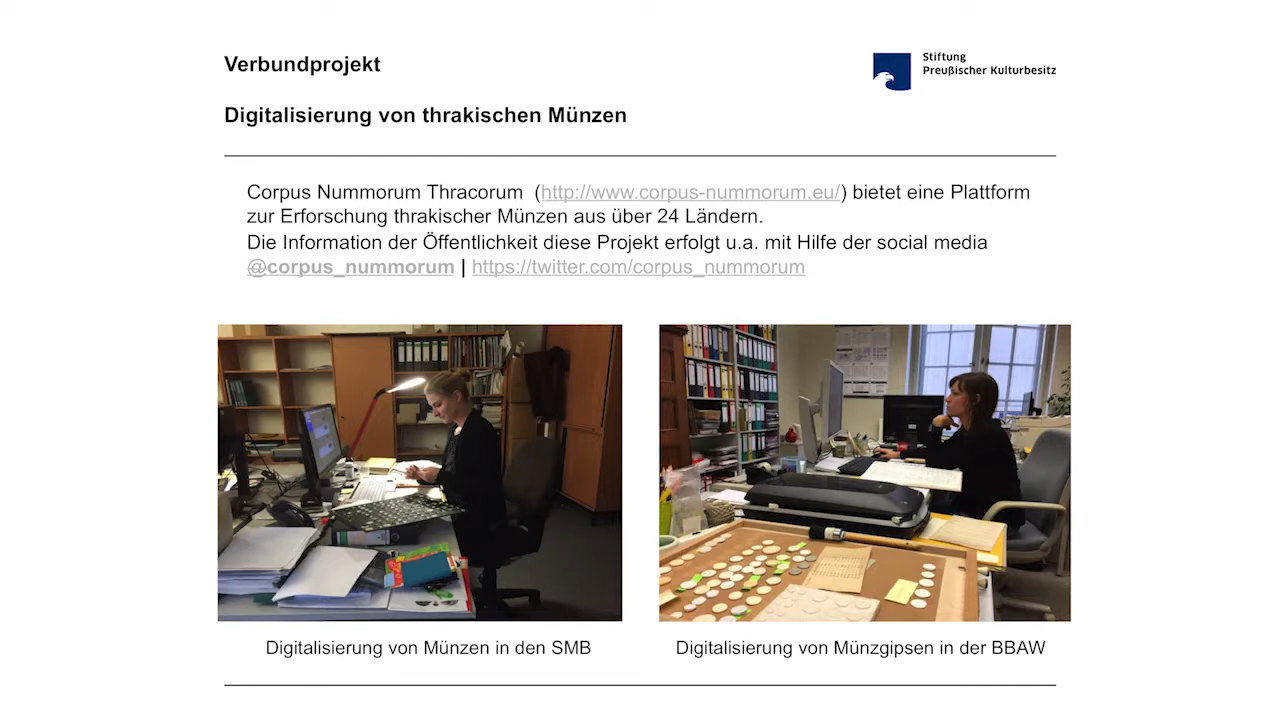 Verbundprojekt
Stiftung
Preußischer Kulturbesitz
Digitalisierung von thrakischen Münzen
Corpus Nummorum Thracorum (http://www.corpus-nummorum.eu/) bietet eine Plattform
zur Erforschung thrakischer Münzen aus über 24 Ländern.
Die Information der Öffentlichkeit diese Projekt erfolgt u.a. mit Hilfe der social media
@corpus_nummorum | https://twitter.com/corpus_nummorum
Digitalisierung von Münzen in den SMB
Digitalisierung von Münzgipsen in der BBAW